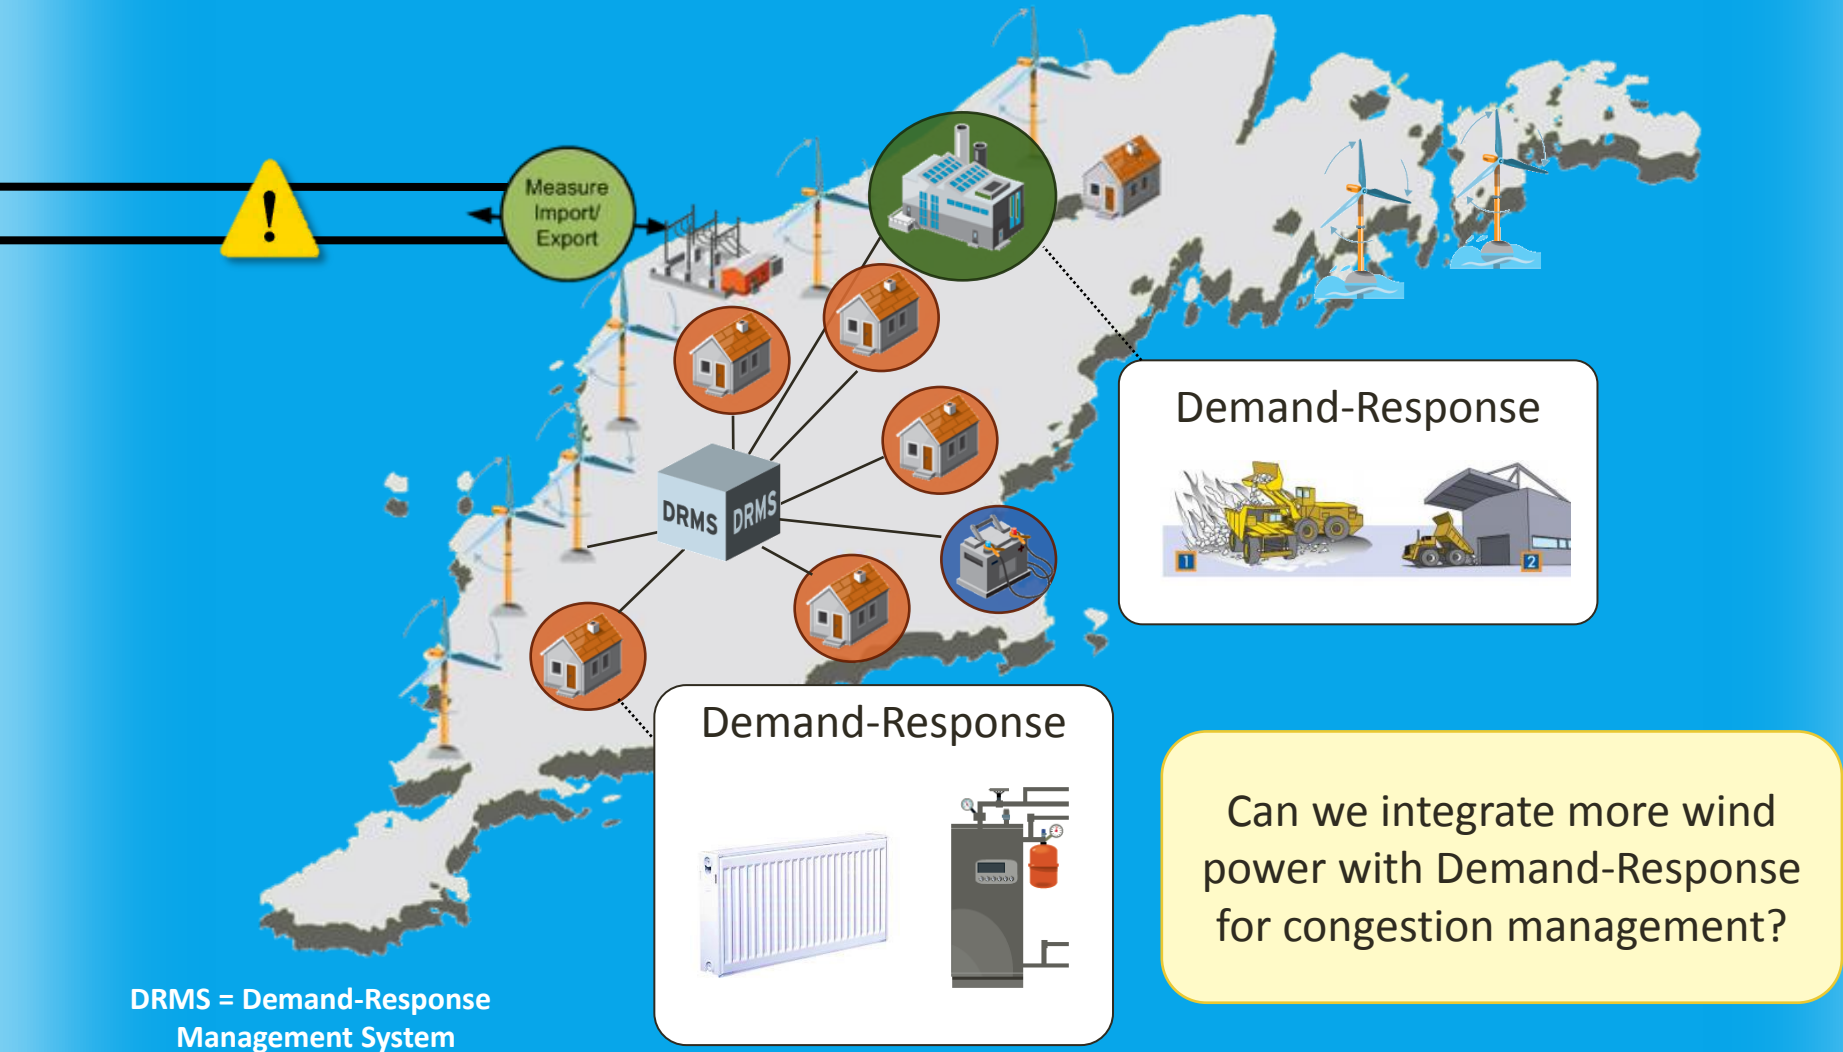 Measure
Import/
Export
DRMS
DRMS
Demand-Response
1
2
Demand-Response
Can we integrate more wind
power with Demand-Response
for congestion management?
DRMS = Demand-Response
Management System